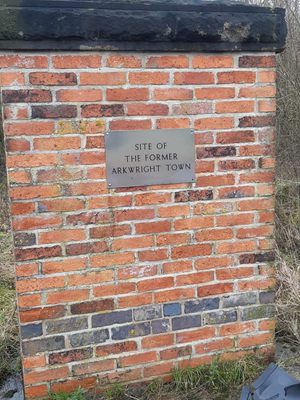 SITE OF
THE FORMER
ARKWRIGHT TOWN